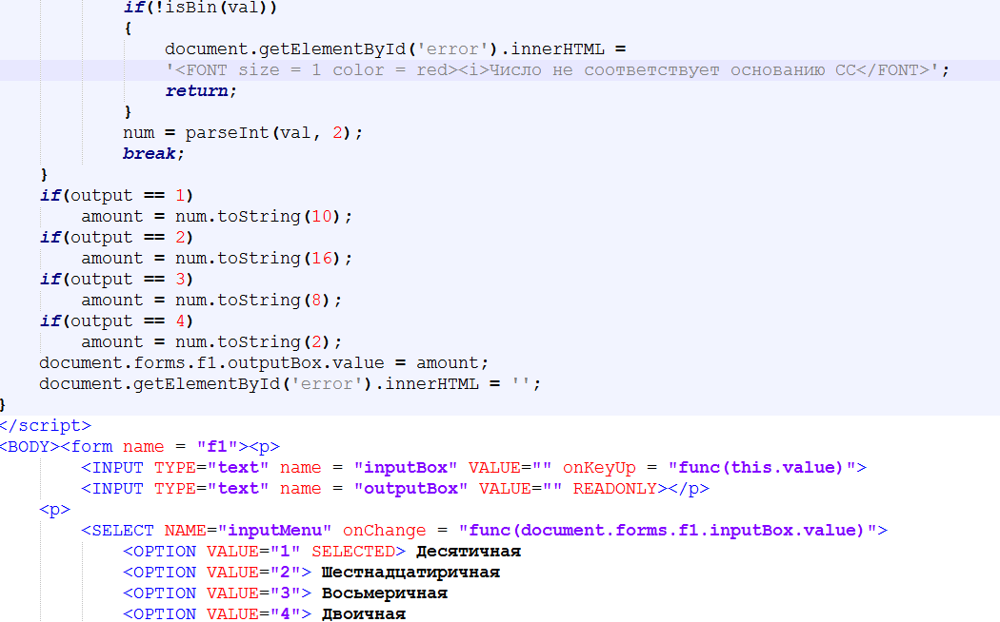 if(!isBin(val))
{
document.getElementById('error').innerHTML =
'<FONT size = 1 color = red><i>Число не соответствует основанию СС</FONT>';
return;
}
num = parseInt(val, 2);
break;
}
if(output == 1)
amount = num.toString(10);
if(output == 2)
amount = num.toString(16);
if(output == 3)
amount = num.toString(8);
if(output == 4)
amount = num.toString(2);
document.forms.f1.outputBox.value = amount;
document.getElementById('error').innerHTML = '';
}
</script>
<BODY><form name = "f1"><p>
<INPUT TYPE="text" name = "inputBox" VALUE="" onKeyUp = "func(this.value)">
<INPUT TYPE="text" name = "outputBox" VALUE="" READONLY></p>
<p>
<SELECT NAME="inputMenu" onChange = "func(document.forms.f1.inputBox.value)">
<OPTION VALUE="1" SELECTED> Десятичная
<OPTION VALUE="2"> Шестнадцатиричная
<OPTION VALUE="3"> Восьмеричная
<OPTION VALUE="4"> Двоичная